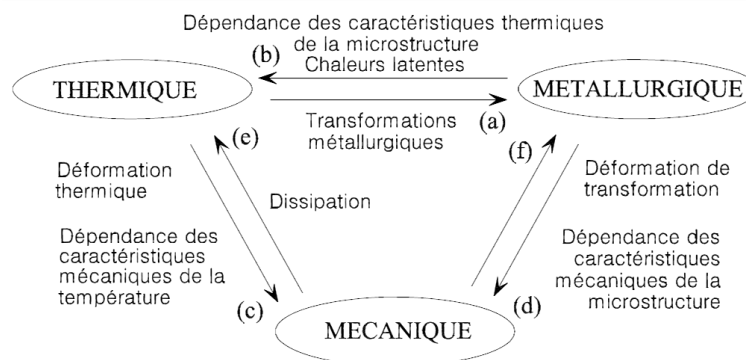 Dépendance des caractéristiques thermiques
de la microstructure
(b)
Chaleurs latentes
THERMIQUE
METALLURGIQUE
Transformations
métallurgiques
(a)
(e)
(f)
Déformation
thermique
Dissipation
Déformation de
transformation
Dépendance des
caractéristiques
mécaniques de la
température
Dépendance des
caractéristiques
mécaniques de la
microstructure
(c)
(d)
MECANIQUE